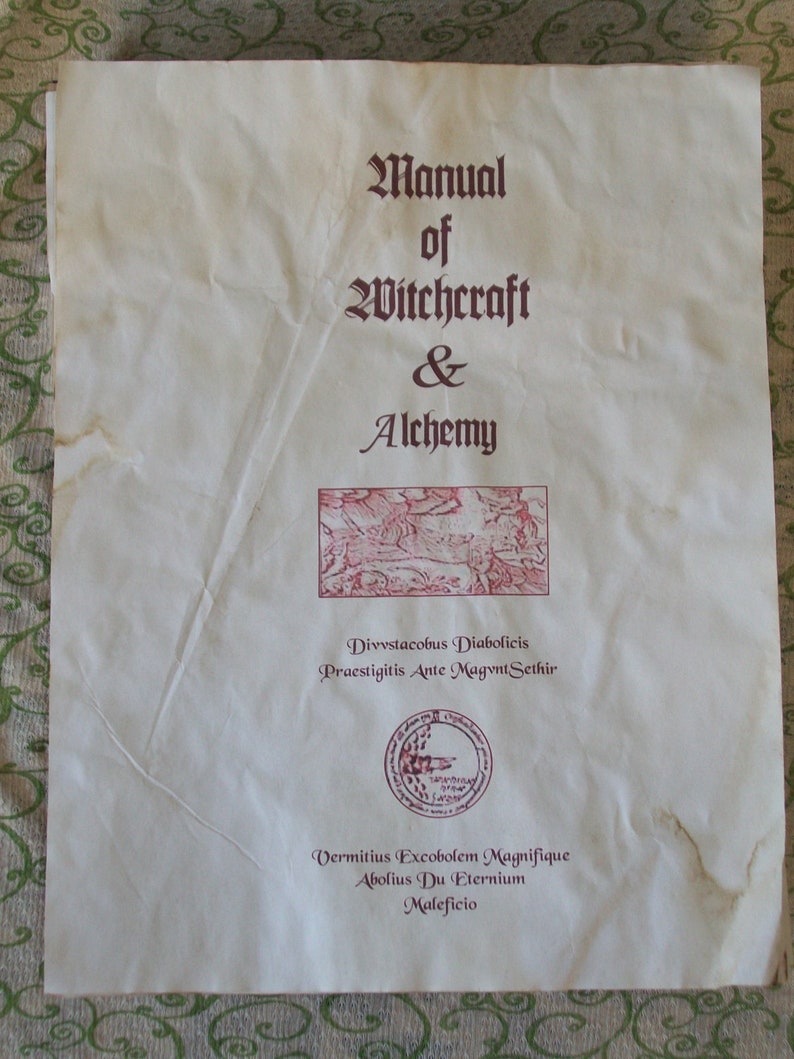 Manual
of
Witchcraft
&
Alchemy
Divvstacobus Diabolicis
Praestigitis Ante MagvntSethir
Vermitius Excobolem Magnifique
Abolius Du Eternium
Maleficio